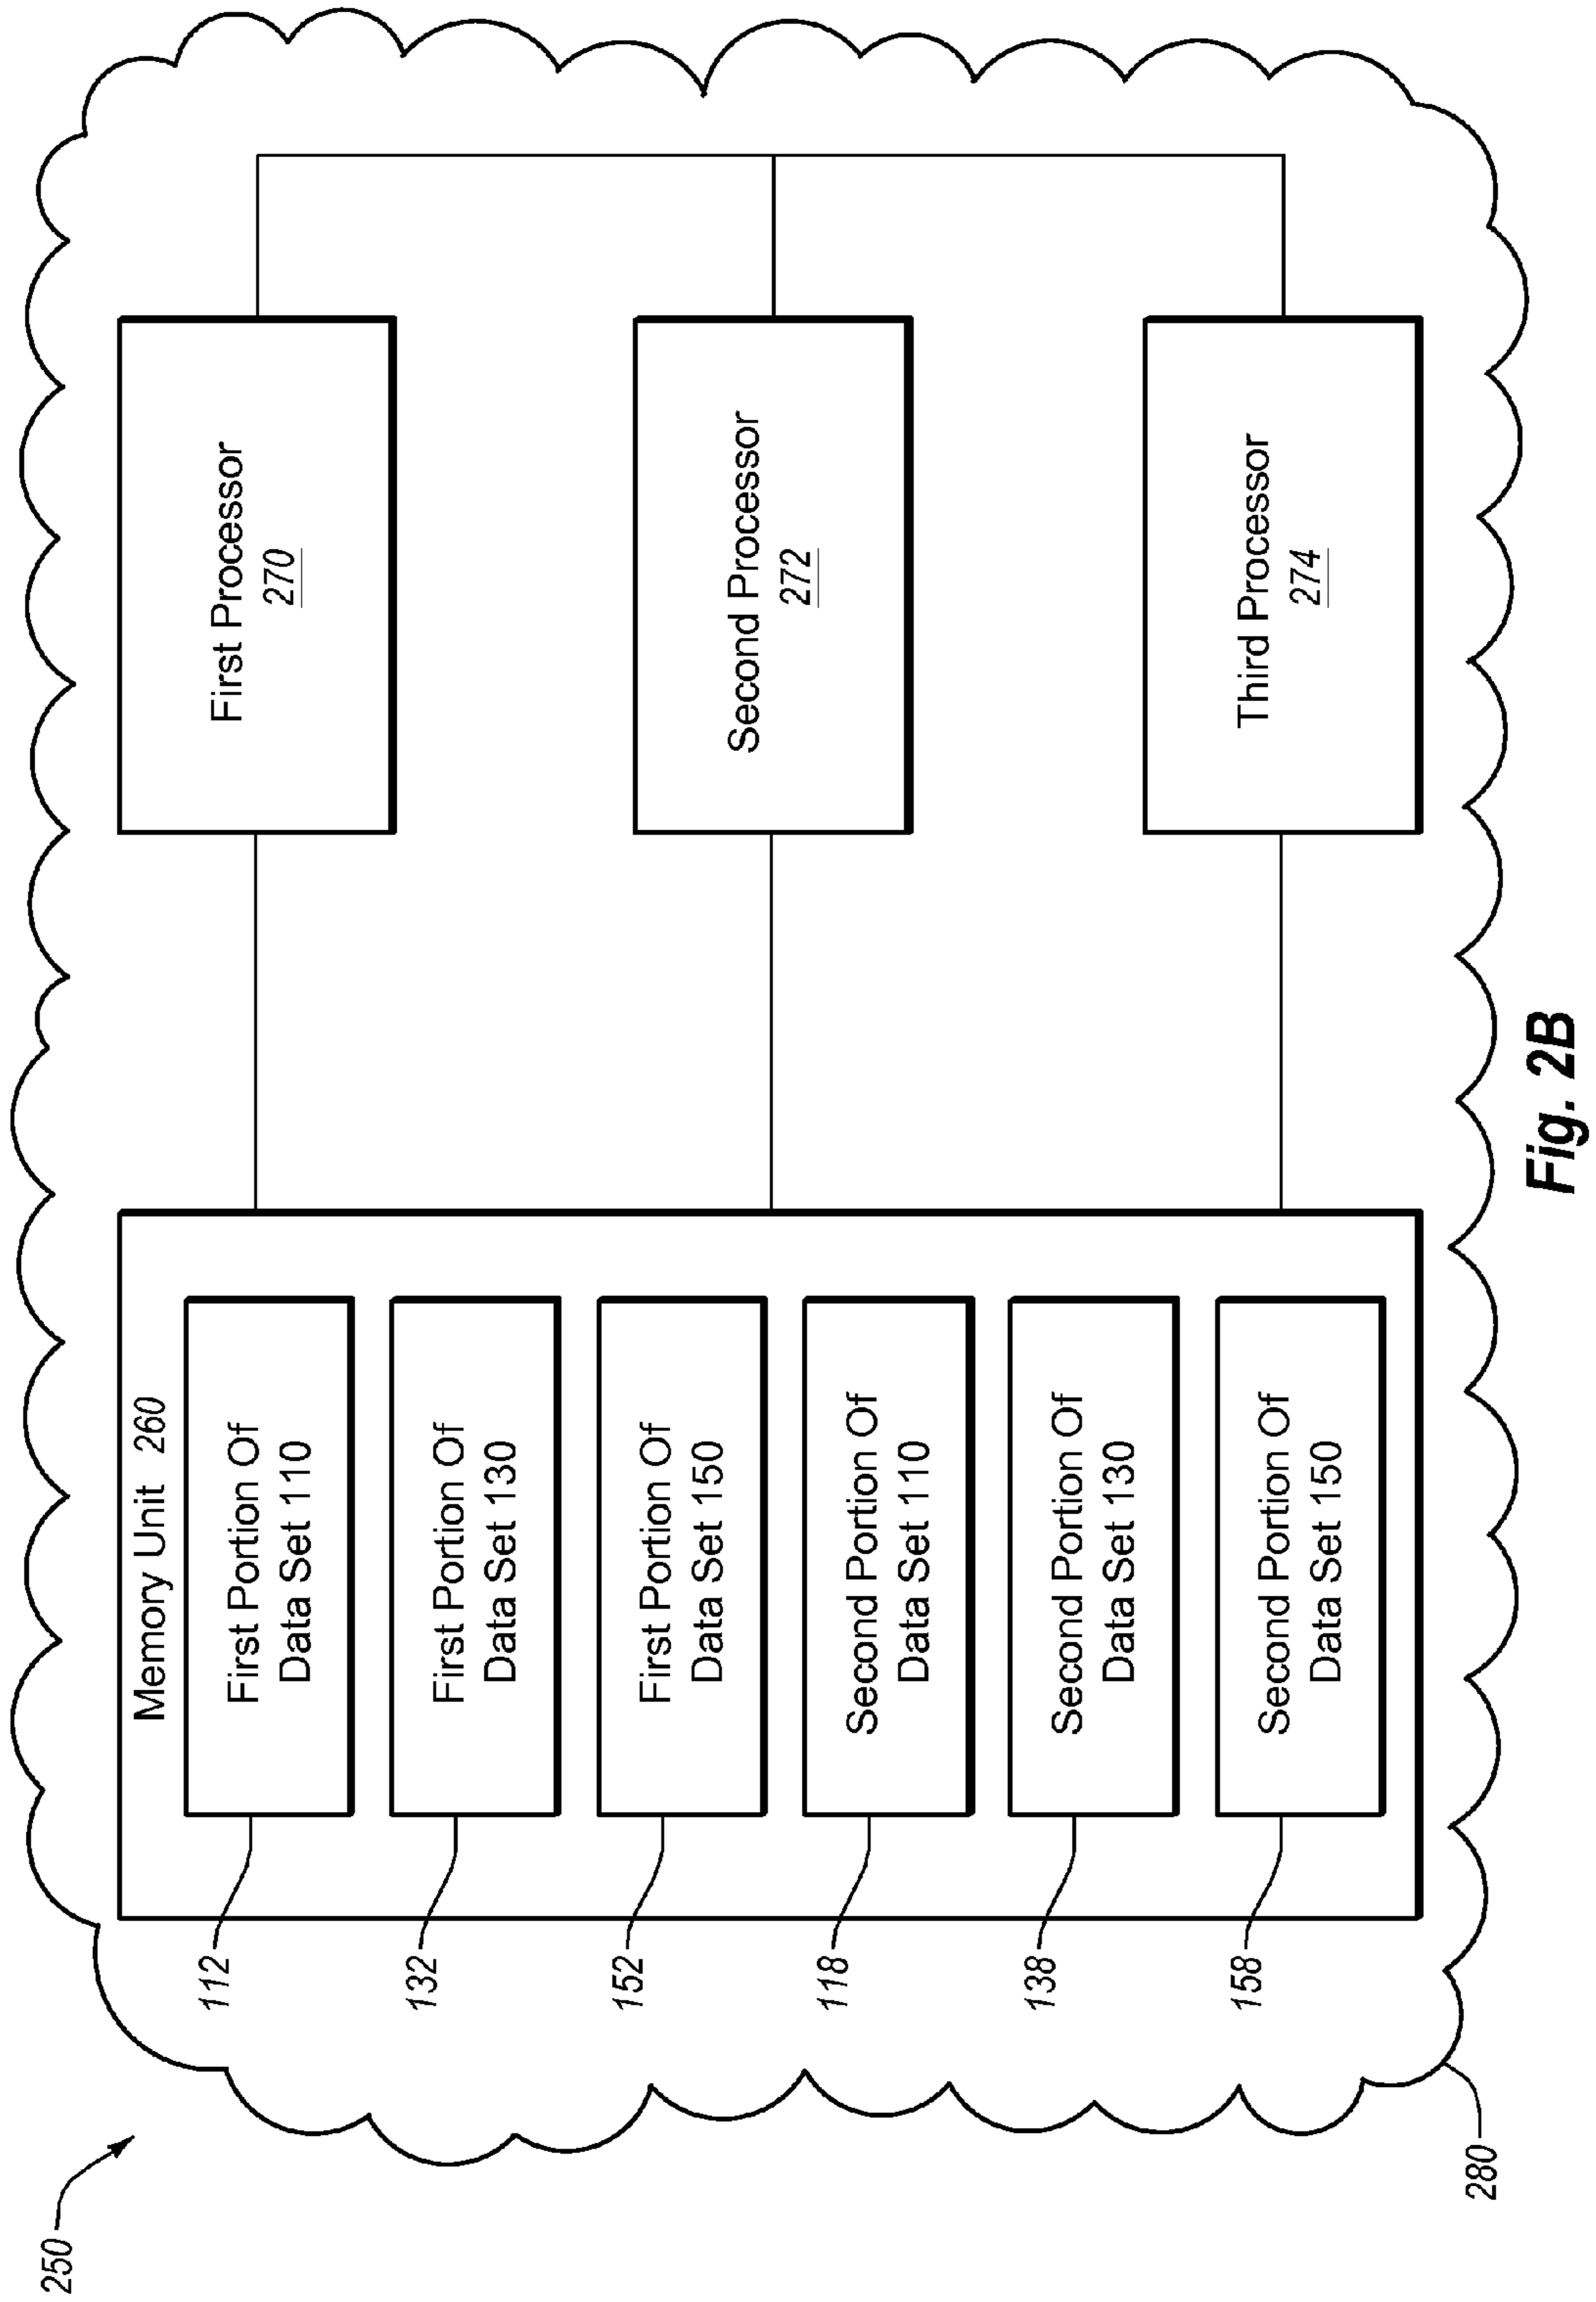 250
Memory Unit 260
112
First Portion Of
Data Set 110
132
First Portion Of
Data Set 130
152
First Portion Of
Data Set 150
118
Second Portion Of
Data Set 110
138
Second Portion Of
Data Set 130
158
Second Portion Of
Data Set 150
First Processor
270
Second Processor
272
Third Processor
274
280
Fig. 2B